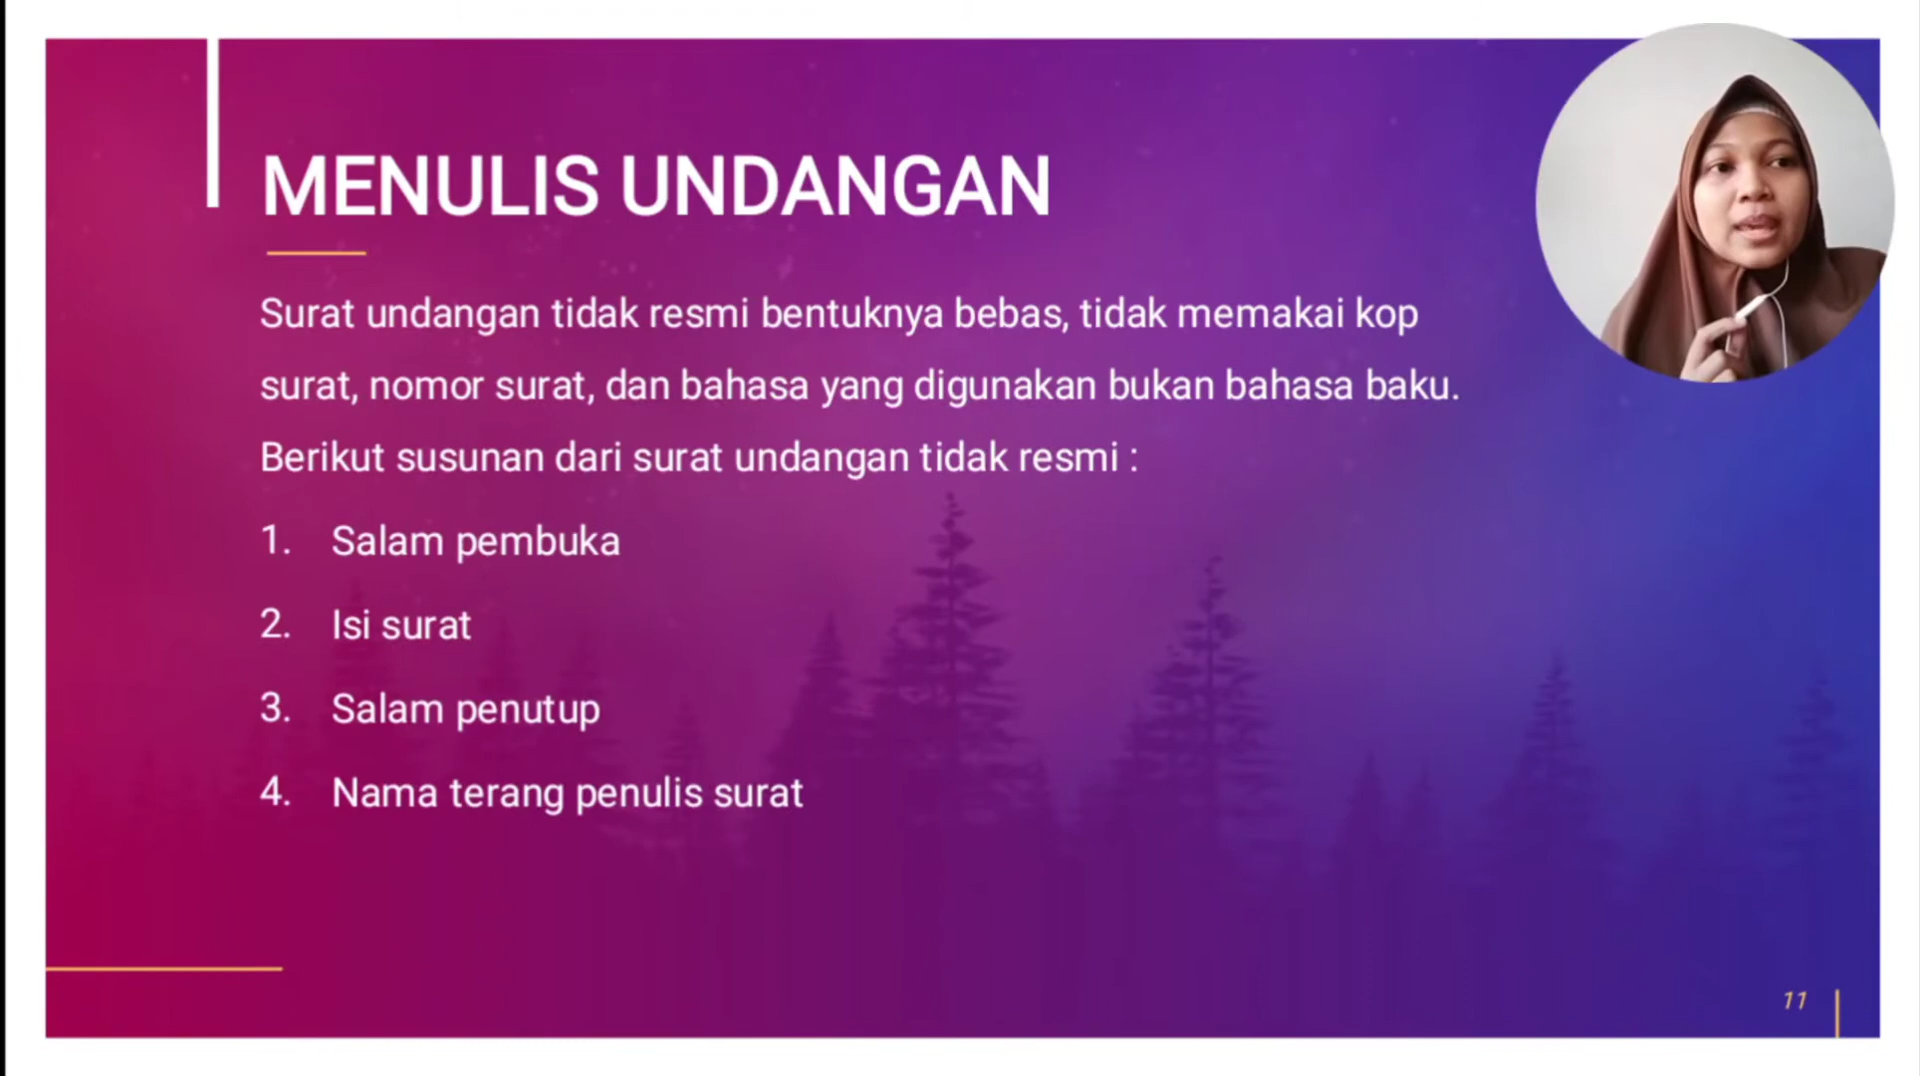 MENULIS UNDANGAN
Surat undangan tidak resmi bentuknya bebas, tidak memakai kop
surat, nomor surat, dan bahasa yang digunakan bukan bahasa baku.
Berikut susunan dari surat undangan tidak resmi :
1. Salam pembuka
2. Isi surat
3. Salam penutup
4. Nama terang penulis surat
11